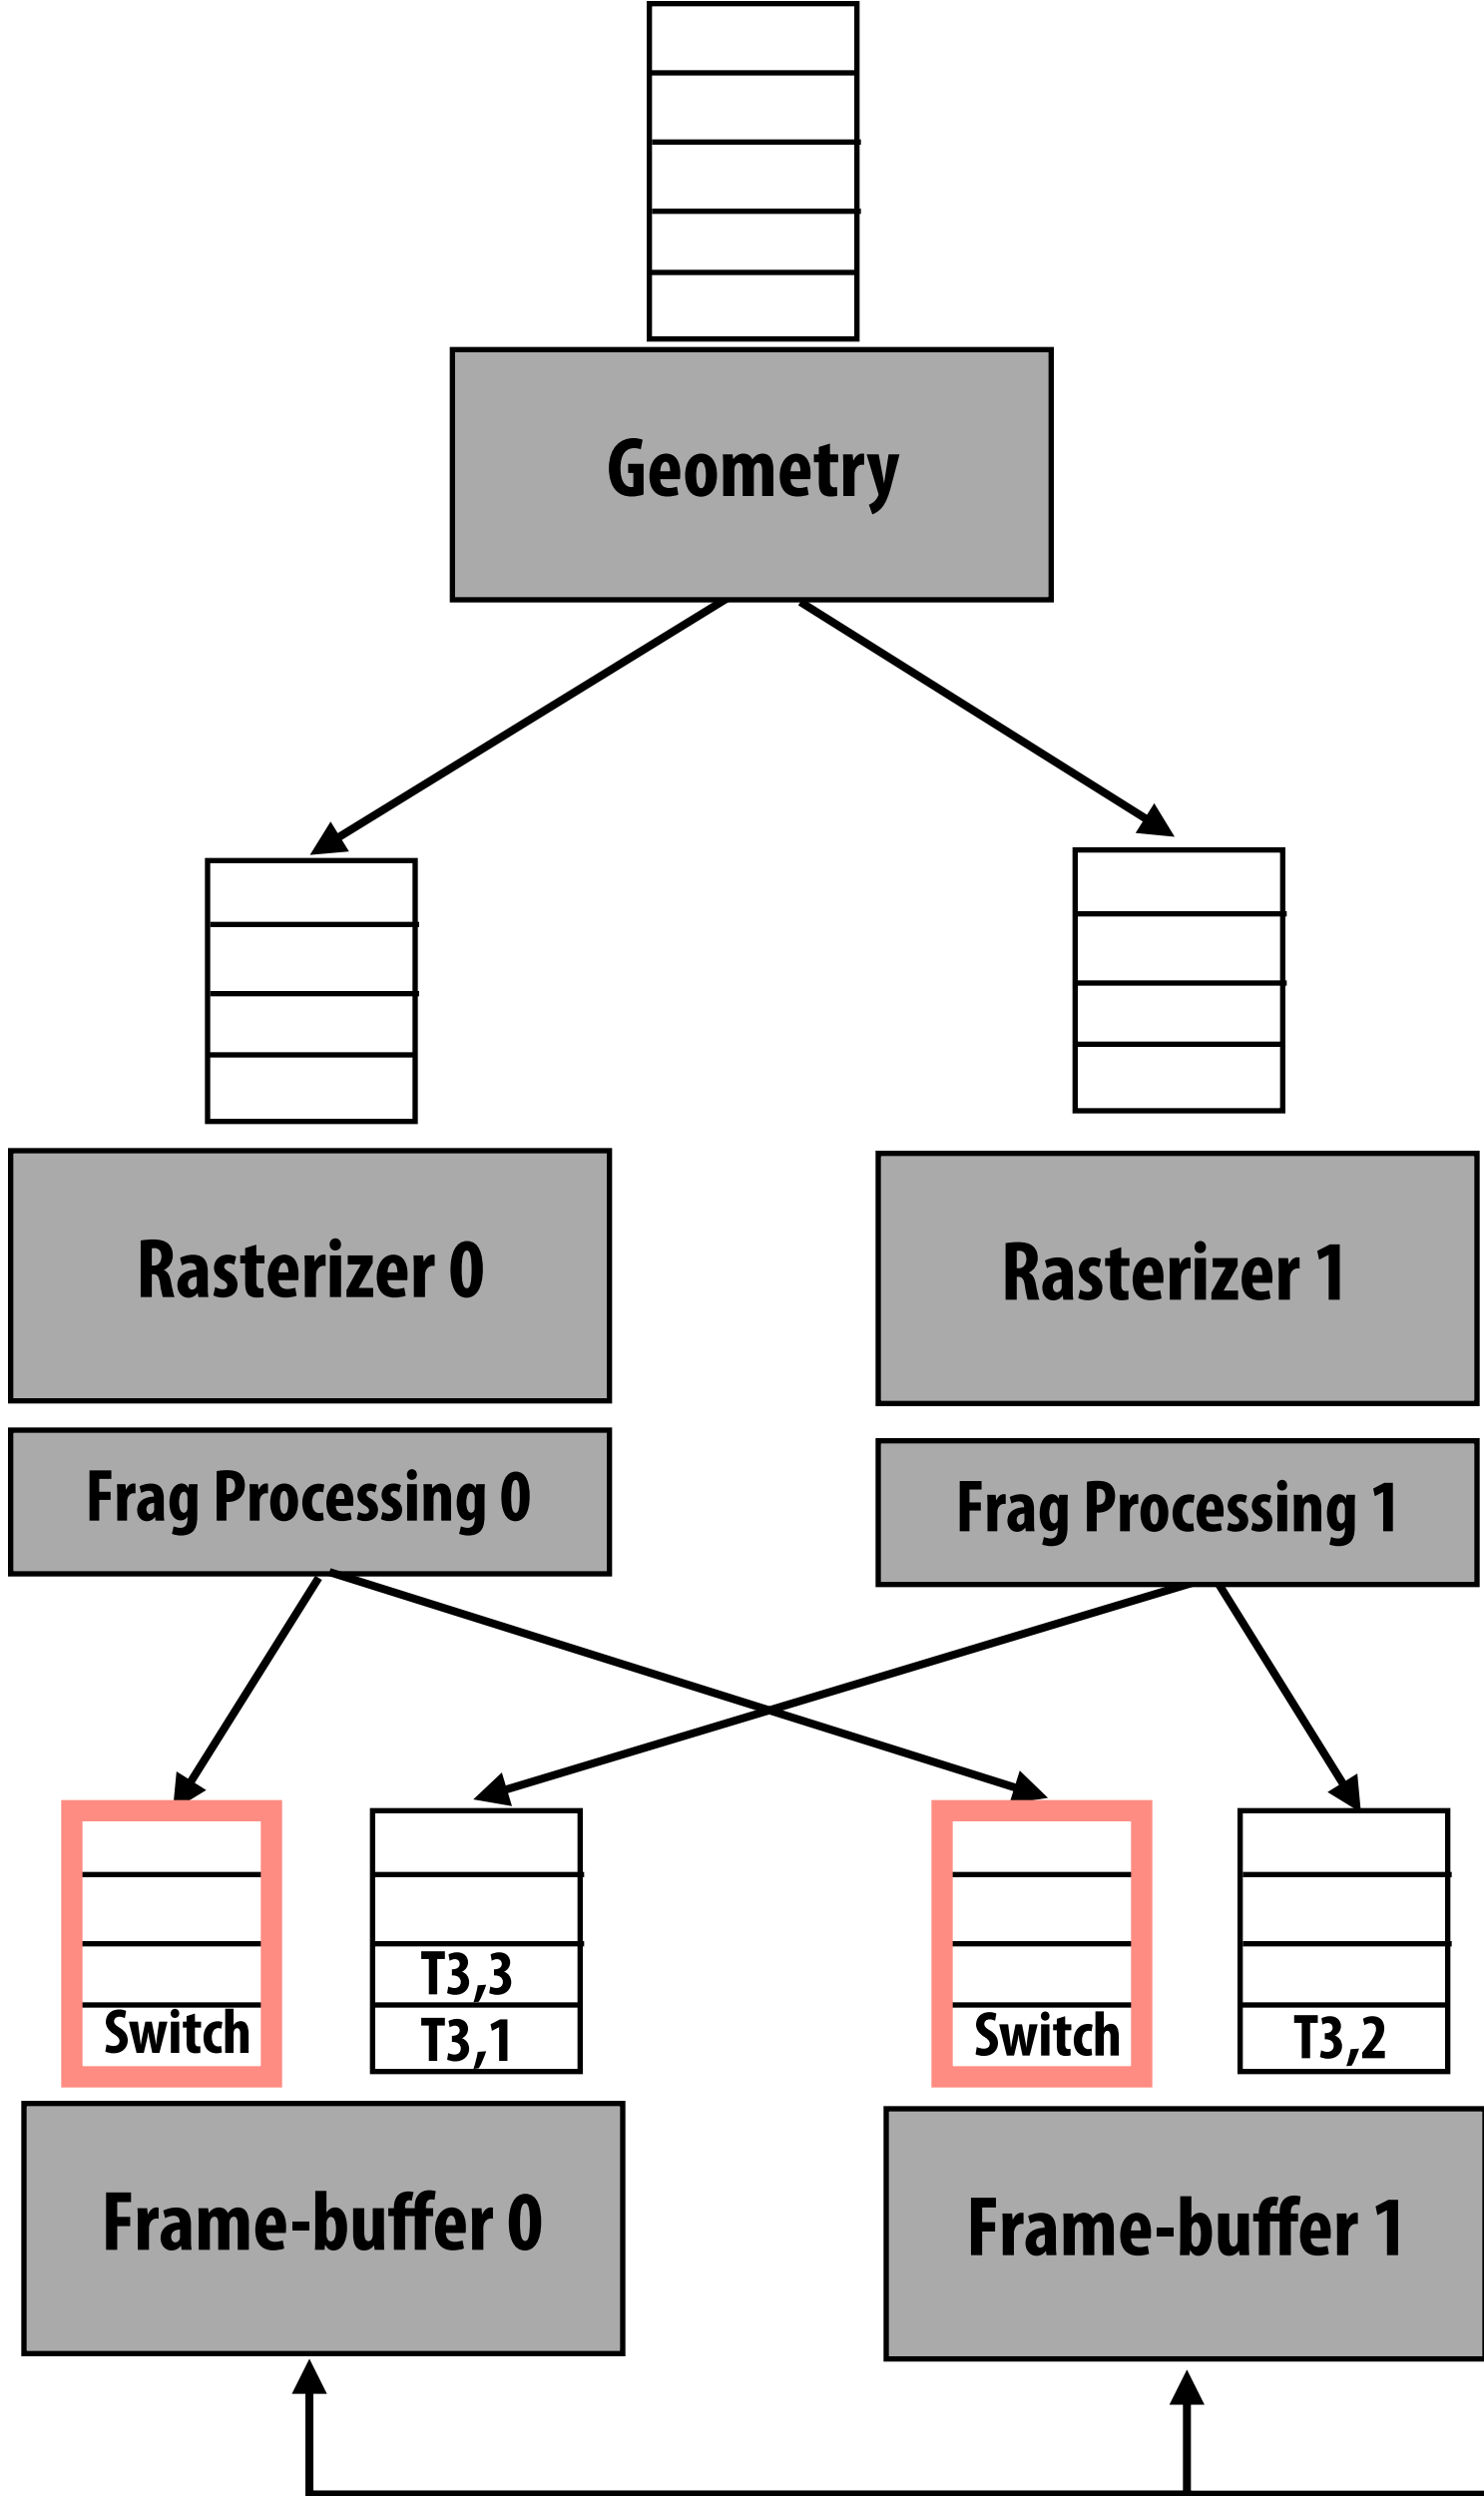 Geometry
Rasterizer 0
Rasterizer 1
Frag Processing 0
Frag Processing 1
T3,3
Switch
T3,1
Switch
T3,2
Frame-buffer 0
Frame-buffer 1